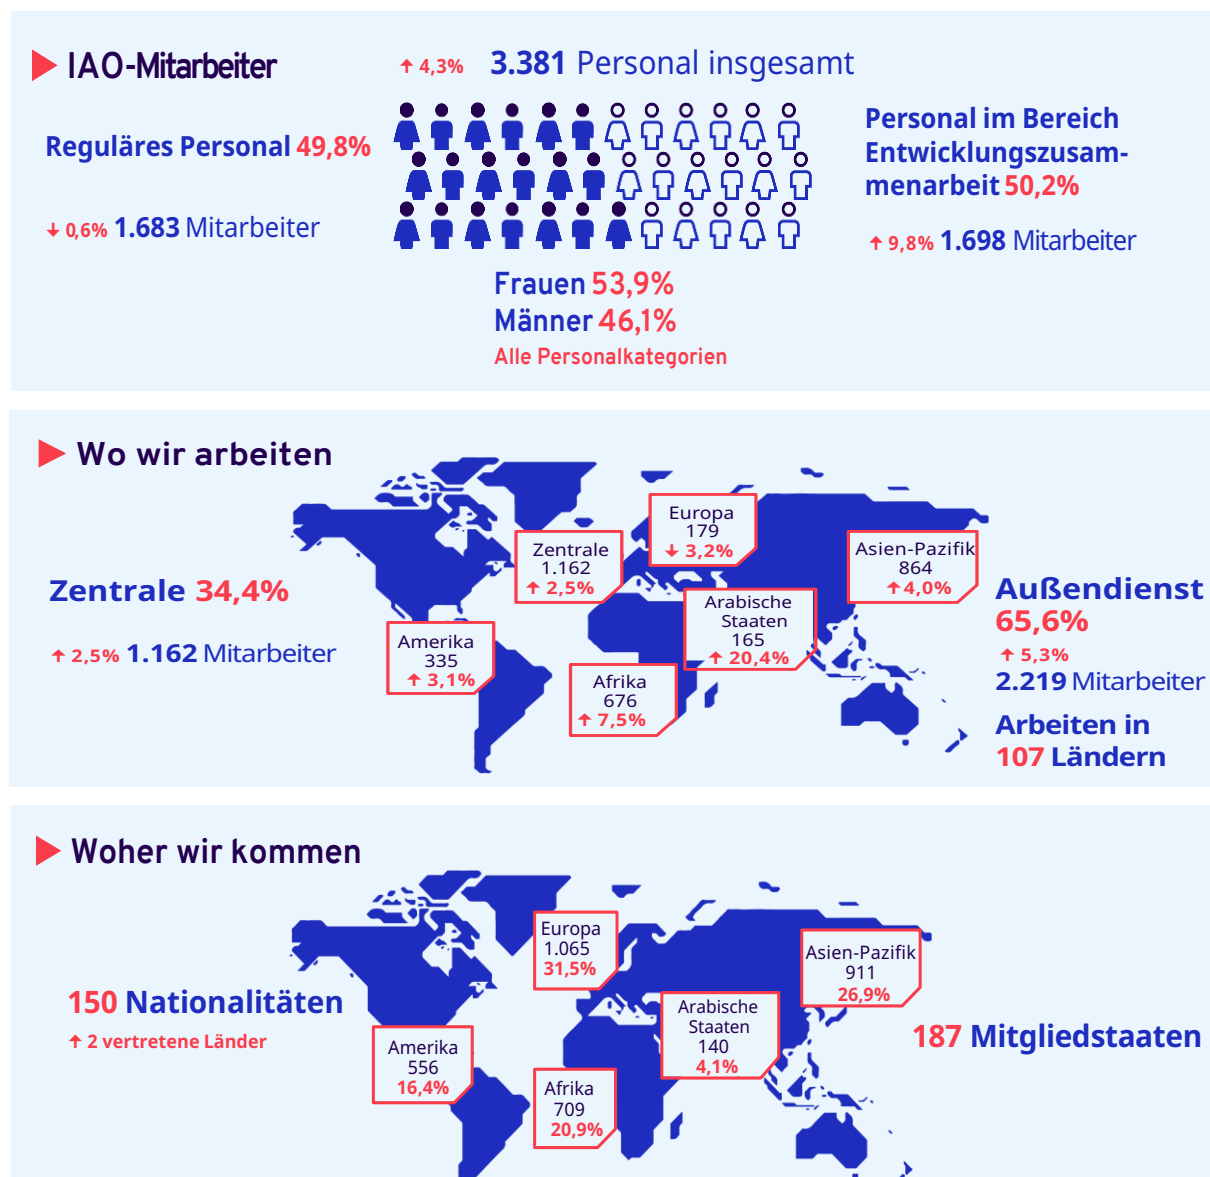 IAO-Mitarbeiter
↑ 4,3% 3.381 Personal insgesamt
Reguläres Personal 49,8%
↓ 0,6% 1.683 Mitarbeiter
Personal im Bereich
Entwicklungszusam-
menarbeit 50,2%
↑ 9,8% 1.698 Mitarbeiter
Frauen 53,9%
Männer 46,1%
Alle Personalkategorien
Wo wir arbeiten
Zentrale 34,4%
↑ 2,5% 1.162 Mitarbeiter
Amerika
335
↑ 3,1%
Zentrale
1.162
↑ 2,5%
Europa
179
↓ 3,2%
Arabische
Staaten
165
↑ 20,4%
Afrika
676
↑ 7,5%
Asien-Pazifik
864
↑ 4,0%
Außendienst
65,6%
↑ 5,3%
2.219 Mitarbeiter
Arbeiten in
107 Ländern
Woher wir kommen
150 Nationalitäten
↑ 2 vertretene Länder
Amerika
556
16,4%
Europa
1.065
31,5%
Afrika
709
20,9%
Arabische
Staaten
140
4,1%
Asien-Pazifik
911
26,9%
187 Mitgliedstaaten